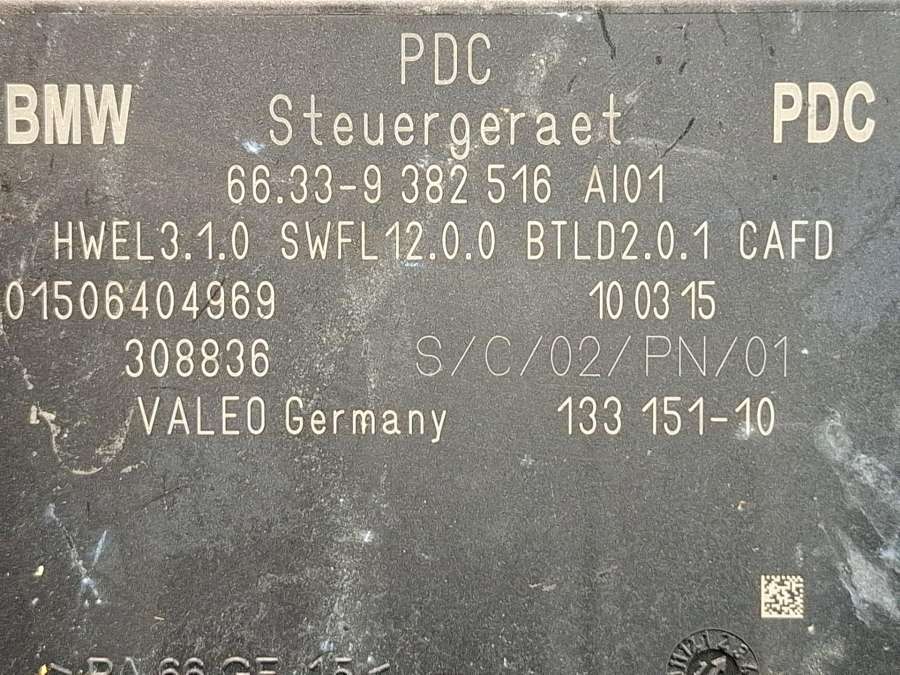 PDC
BMW Steuergeraet PDC
66.33-9 382 516 AI01
HWEL3.1.0 SWFL12.0.0 BTLD2.0.1 CAFD
01506404969 10 03 15
308836 S/C/02/PN/01
VALEO Germany 133 151-10